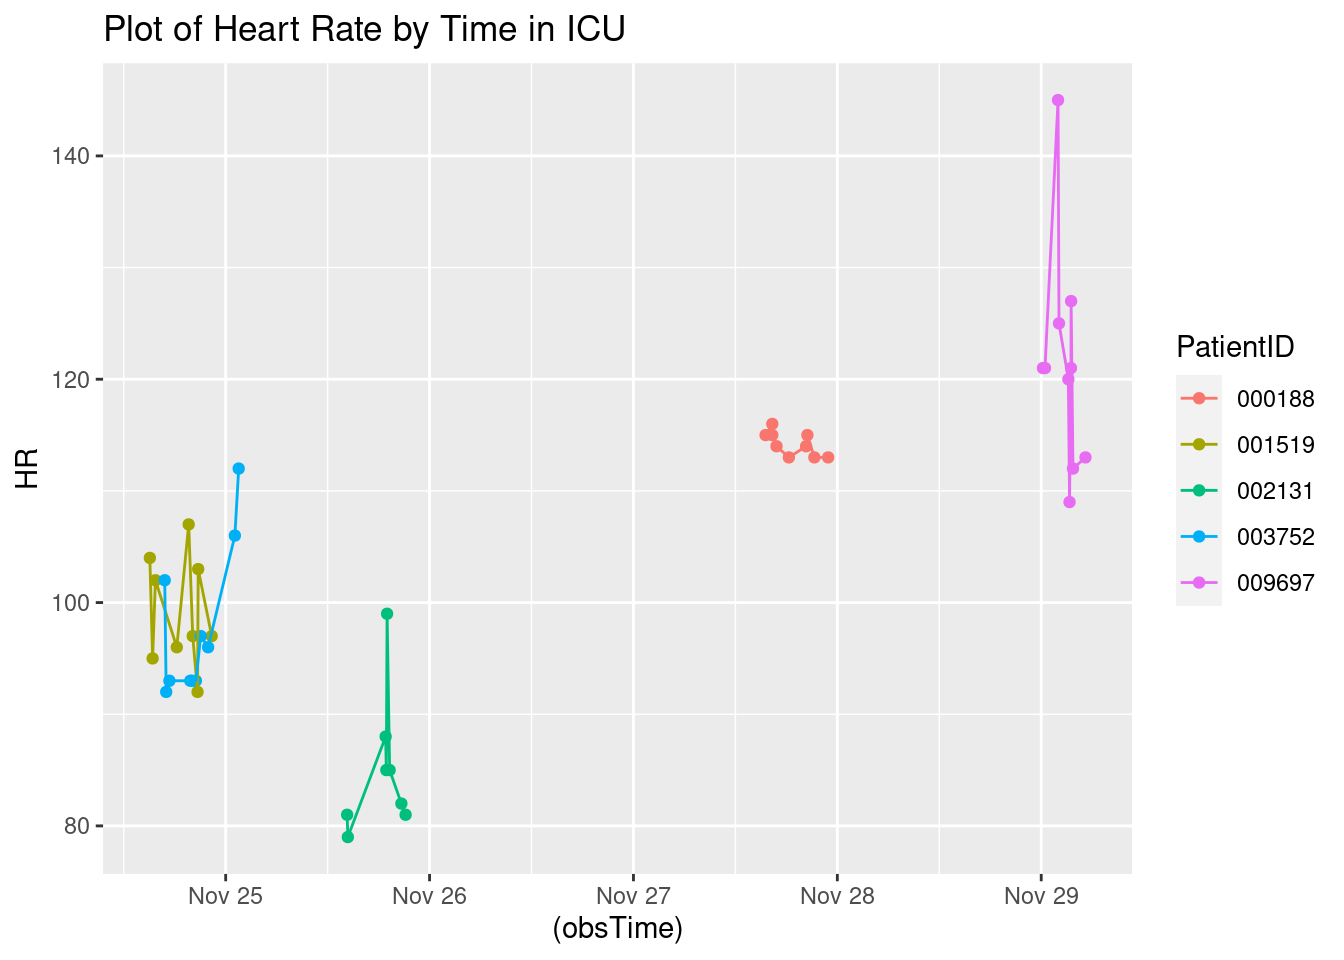 Plot of Heart Rate by Time in ICU
140
120
100
80
HR
Nov 25 Nov 26 Nov 27 Nov 28 Nov 29
(obsTime)
PatientID
000188
001519
002131
003752
009697